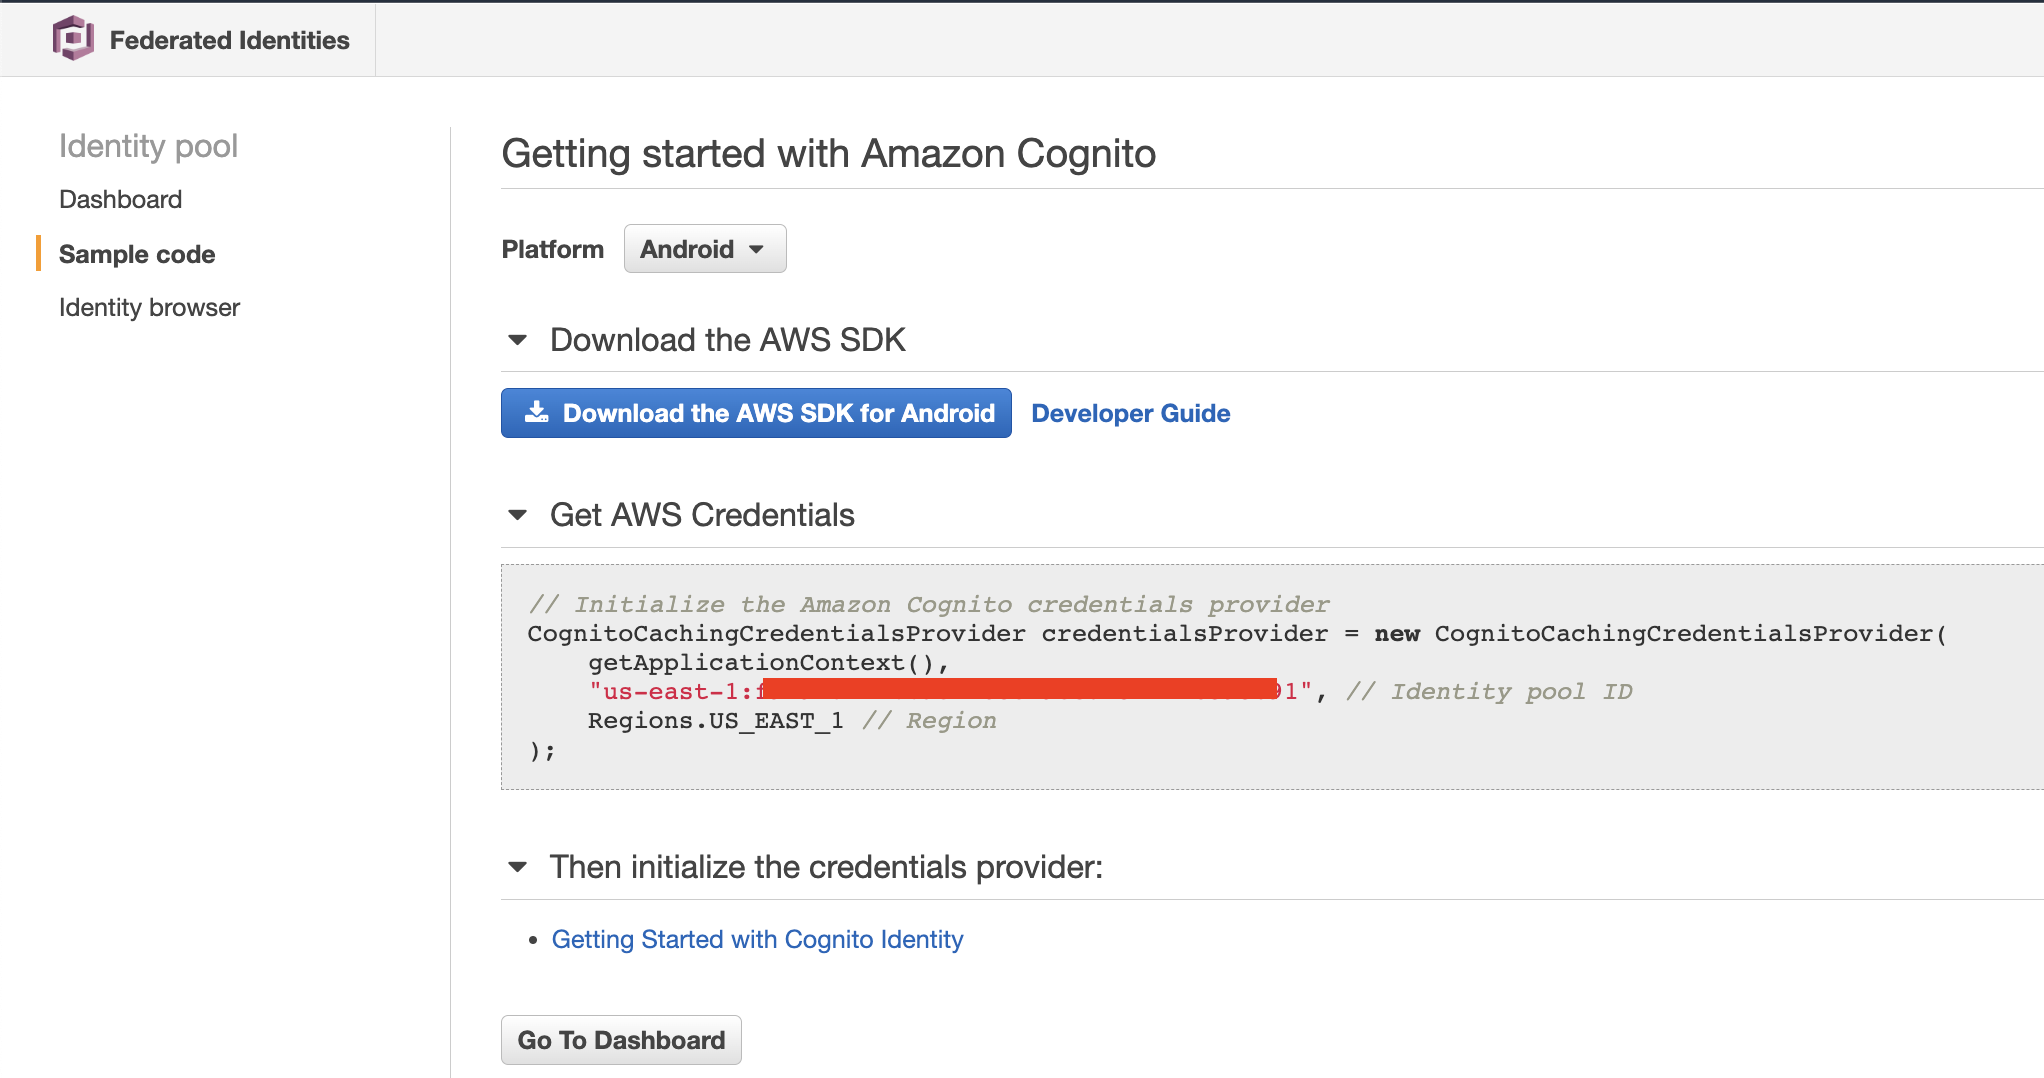 Federated Identities
Identity pool
Dashboard
Sample code
Identity browser
Getting started with Amazon Cognito
Platform Android
Download the AWS SDK
Download the AWS SDK for Android Developer Guide
Get AWS Credentials
// Initialize the Amazon Cognito credentials provider
CognitoCachingCredentialsProvider credentialsProvider = new CognitoCachingCredentialsProvider(
getApplicationContext(),
"us-east-1: 91", // Identity pool ID
Regions.US_EAST_1 // Region
);
Then initialize the credentials provider:
• Getting Started with Cognito Identity
Go To Dashboard